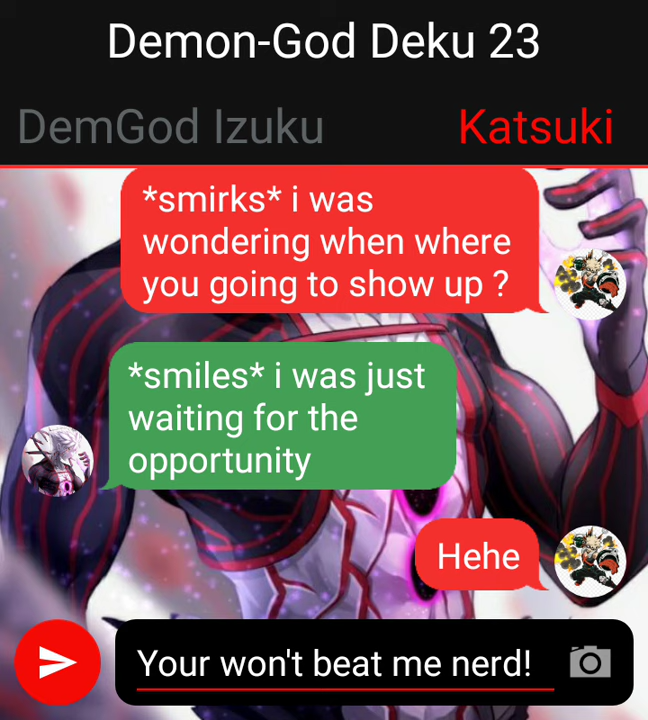 Demon-God Deku 23
DemGod Izuku Katsuki
*smirks* i was
wondering when where
you going to show up ?
*smiles* i was just
waiting for the
opportunity
Hehe
Your won't beat me nerd!